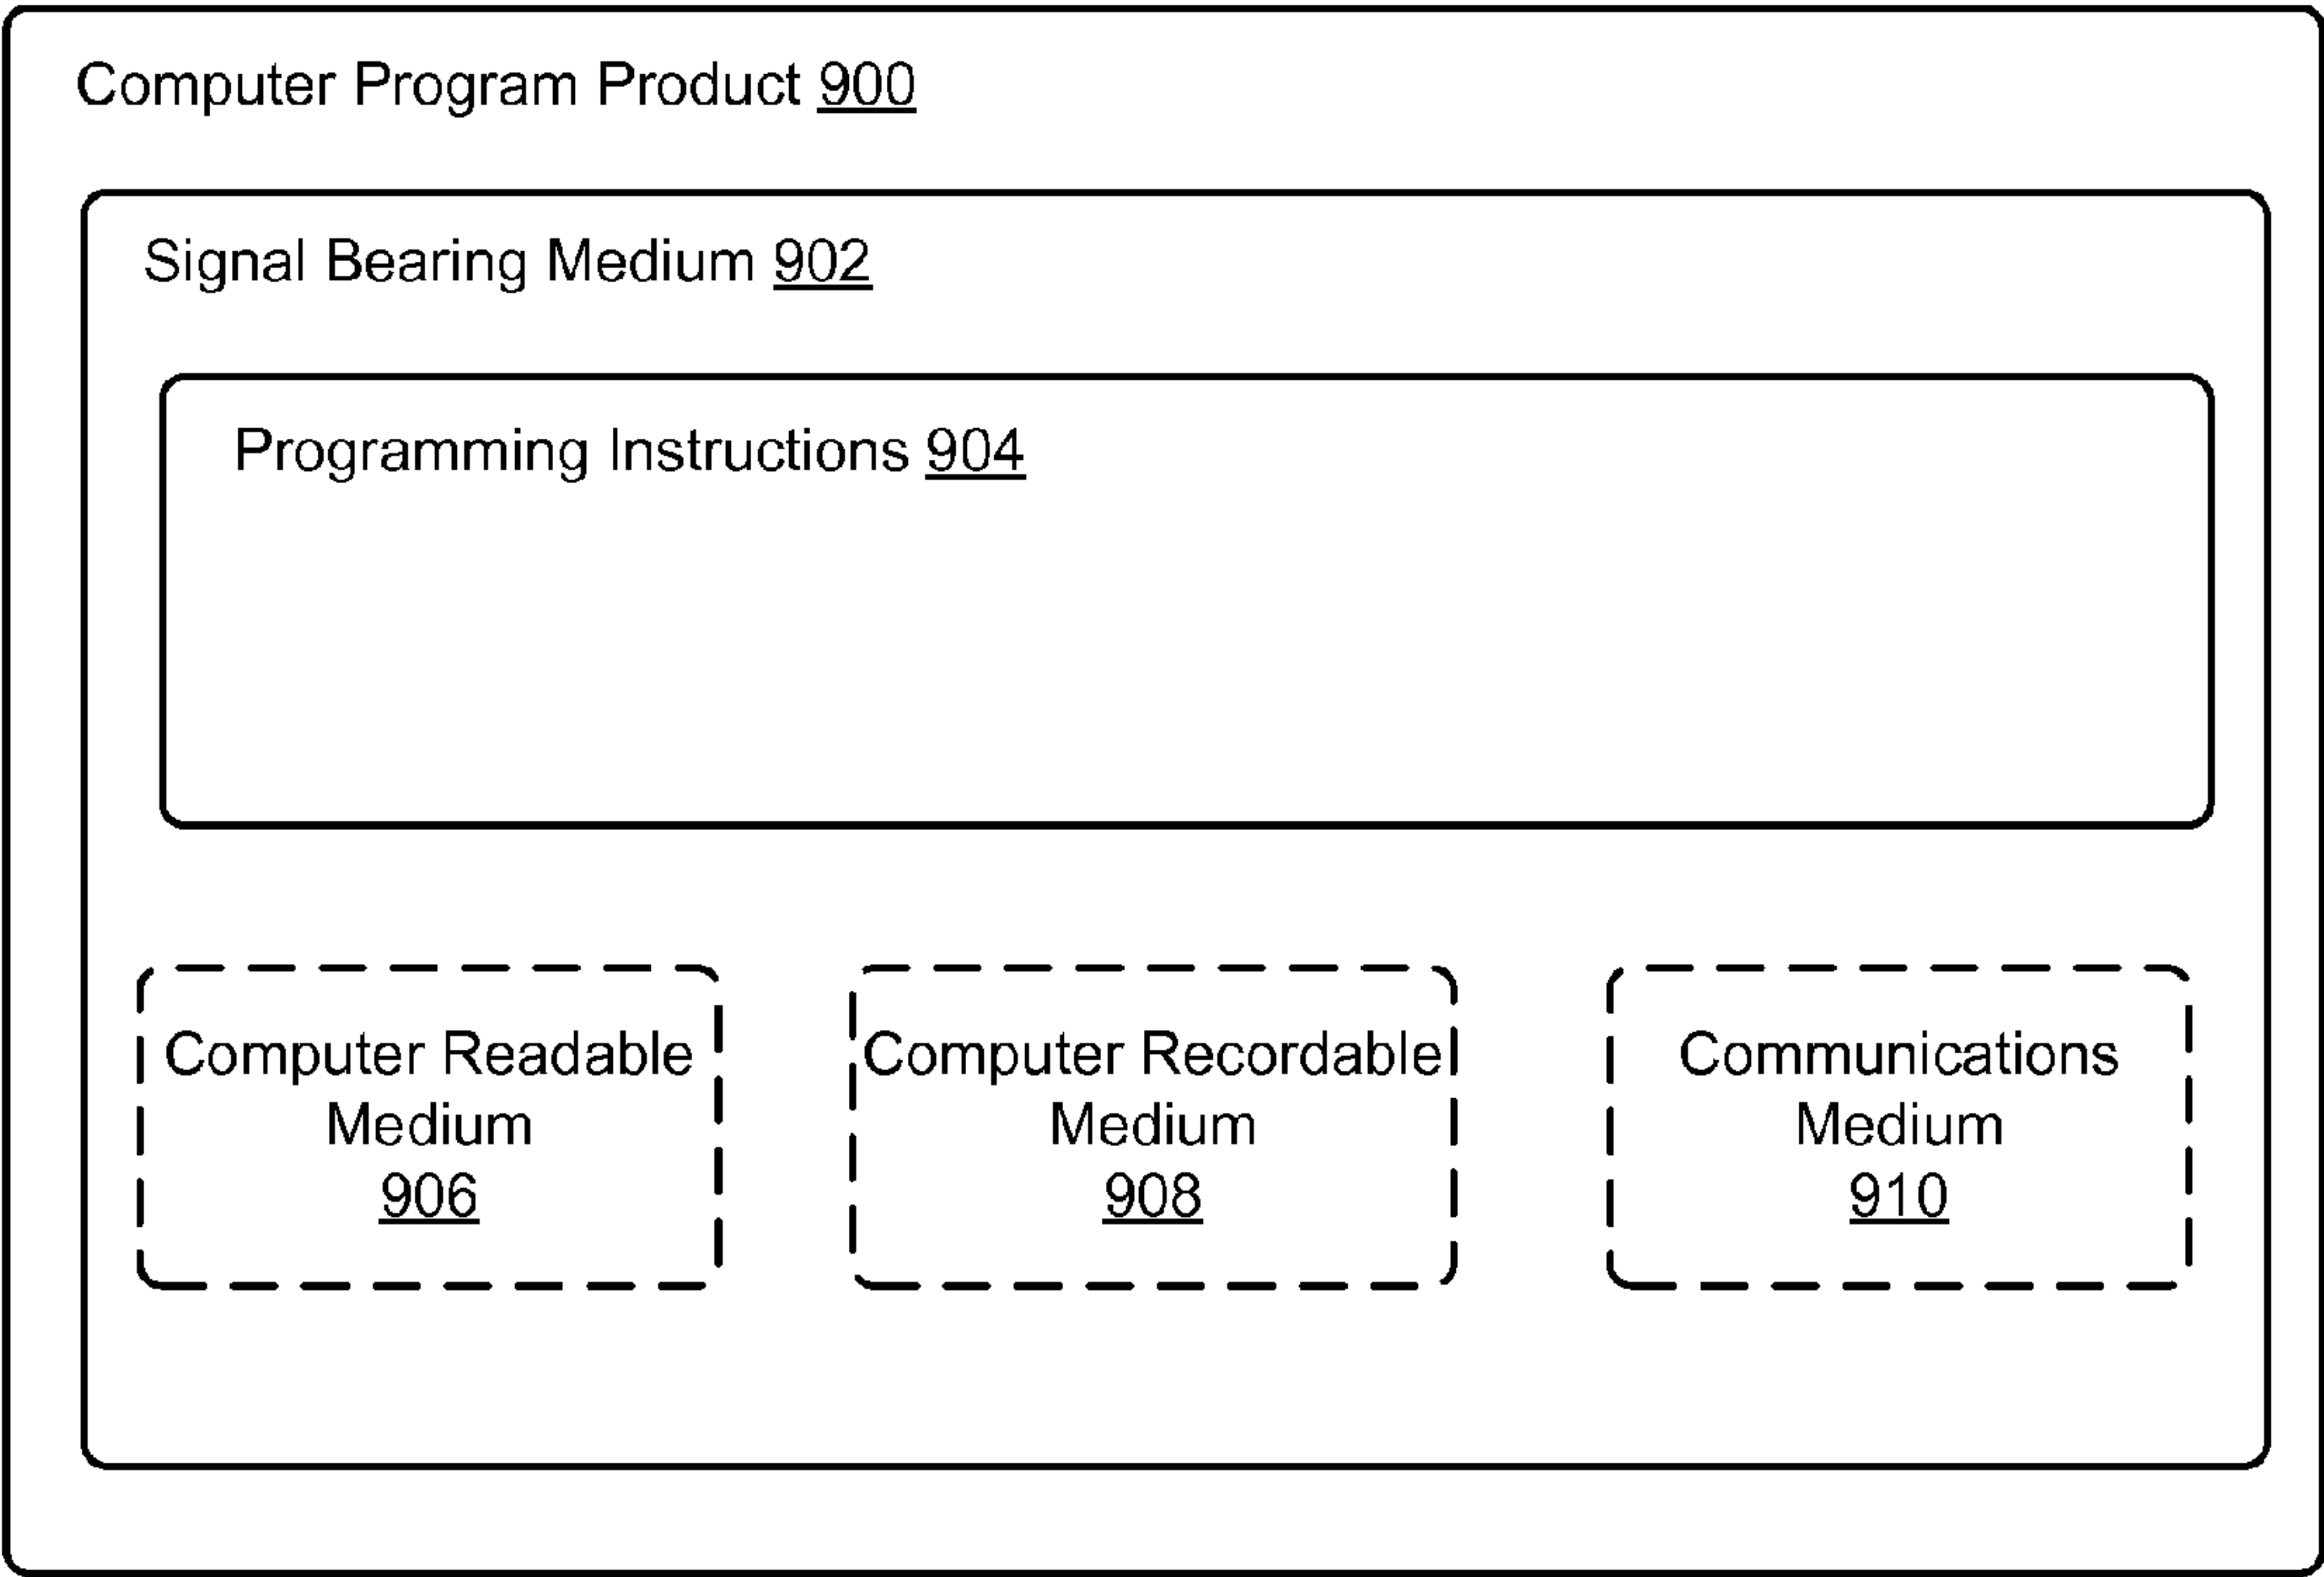 Computer Program Product 900
Signal Bearing Medium 902
Programming Instructions 904
Computer Readable
Medium
906
Computer Recordable
Medium
908
Communications
Medium
910